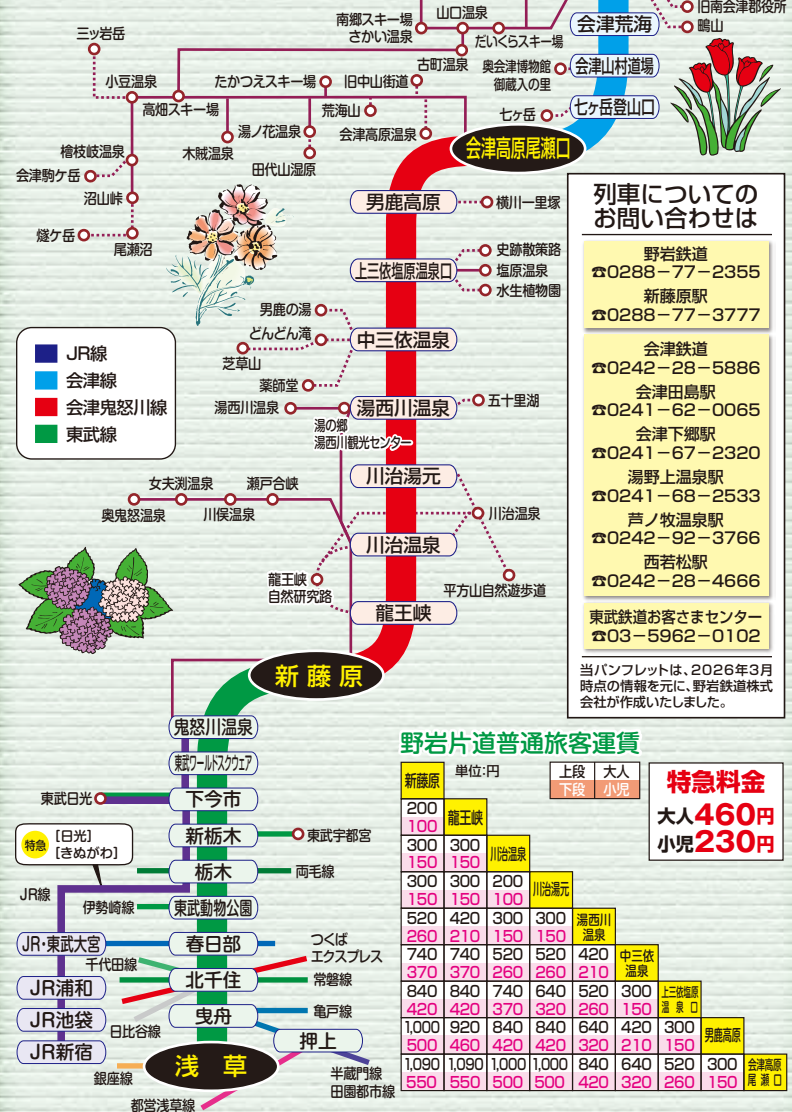 旧南会津郡役所
鴫山
南郷スキー場
さかい温泉
山口温泉
だいくらスキー場
古町温泉
会津荒海
奥会津博物館
御蔵入の里
会津山村道場
七ヶ岳
七ヶ岳登山口
三ッ岩岳
小豆温泉
高畑スキー場
たかつえスキー場
旧中山街道
荒海山
会津高原温泉
会津高原尾瀬口
湯ノ花温泉
木賊温泉
田代山湿原
檜枝岐温泉
会津駒ケ岳
沼山峠
燧ケ岳
尾瀬沼
男鹿高原
横川一里塚
上三依塩原温泉口
史跡散策路
塩原温泉
水生植物園
男鹿の湯
どんどん滝
芝草山
薬師堂
中三依温泉
湯西川温泉
湯の郷
湯西川観光センター
湯西川温泉
五十里湖
川治湯元
女夫渕温泉
瀬戸合峡
奥鬼怒温泉
川俣温泉
川治温泉
川治温泉
龍王峡
自然研究路
平方山自然遊歩道
龍王峡
新藤原
JR線
会津線
会津鬼怒川線
東武線
列車についての
お問い合わせは
野岩鉄道
☎0288−77−2355
新藤原駅
☎0288−77−3777
会津鉄道
☎0242−28−5886
会津田島駅
☎0241−62−0065
会津下郷駅
☎0241−67−2320
湯野上温泉駅
☎0241−68−2533
芦ノ牧温泉駅
☎0242−92−3766
西若松駅
☎0242−28−4666
東武鉄道お客さまセンター
☎03−5962−0102
当パンフレットは、2026年3月
時点の情報を元に、野岩鉄道株式
会社が作成いたしました。
鬼怒川温泉
東武ワールドスクウェア
東武日光
下今市
特急
[日光]
[きぬがわ]
新栃木
東武宇都宮
栃木
両毛線
JR線
伊勢崎線
東武動物公園
JR・東武大宮
春日部
つくば
エクスプレス
千代田線
北千住
常磐線
JR浦和
JR池袋
日比谷線
曳舟
亀戸線
押上
JR新宿
浅草
銀座線
半蔵門線
田園都市線
都営浅草線
野岩片道普通旅客運賃
単位:円
上段 大人
下段 小児
特急料金
大人460円
小児230円
新藤原
200 龍王峡
100
300 300 川治温泉
150 150
300 300 200 川治湯元
150 150 100
520 420 300 300 湯西川温泉
260 210 150 150
740 740 520 520 420 中三依温泉
370 370 260 260 210
840 840 740 640 520 300 上三依塩原温泉口
420 420 370 320 260 150
1,000 920 840 840 640 420 300 男鹿高原
500 460 420 420 320 210 150
1,090 1,090 1,000 1,000 840 640 520 300 会津高原尾瀬口
550 550 500 500 420 320 260 150